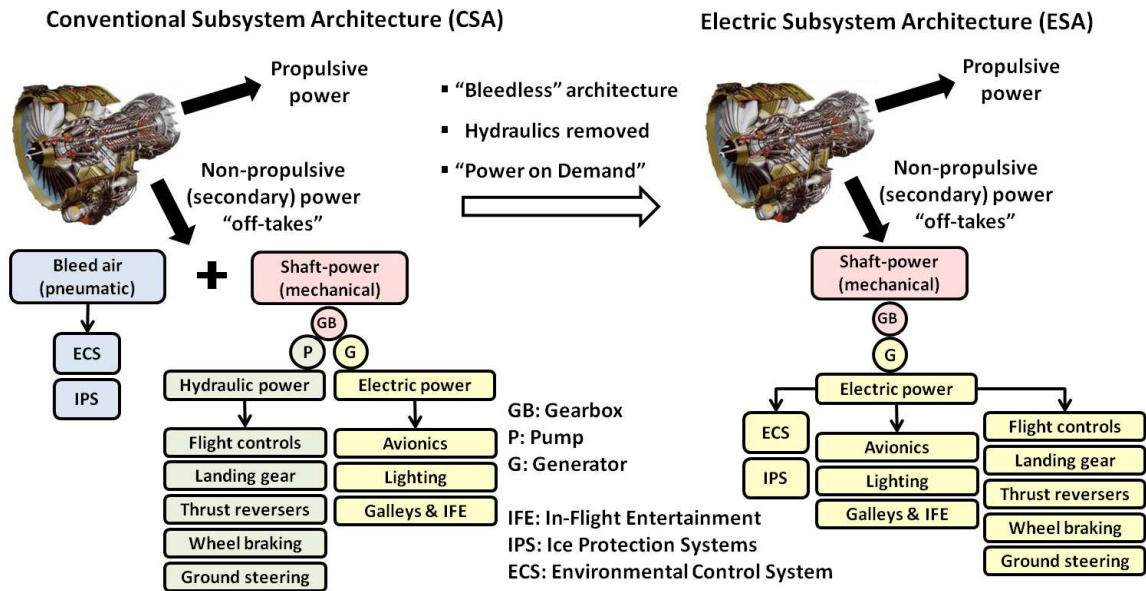 Conventional Subsystem Architecture (CSA)
Propulsive
power
Non-propulsive
(secondary) power
“off-takes”
Bleed air
(pneumatic)
ECS
IPS
Shaft-power
(mechanical)
GB
P
G
Hydraulic power
Flight controls
Landing gear
Thrust reversers
Wheel braking
Ground steering
Electric power
Avionics
Lighting
Galleys & IFE
▪ “Bleedless” architecture
▪ Hydraulics removed
▪ “Power on Demand”
GB: Gearbox
P: Pump
G: Generator
IFE: In-Flight Entertainment
IPS: Ice Protection Systems
ECS: Environmental Control System
Electric Subsystem Architecture (ESA)
Propulsive
power
Non-propulsive
(secondary) power
“off-takes”
Shaft-power
(mechanical)
GB
G
Electric power
ECS
IPS
Avionics
Lighting
Galleys & IFE
Flight controls
Landing gear
Thrust reversers
Wheel braking
Ground steering